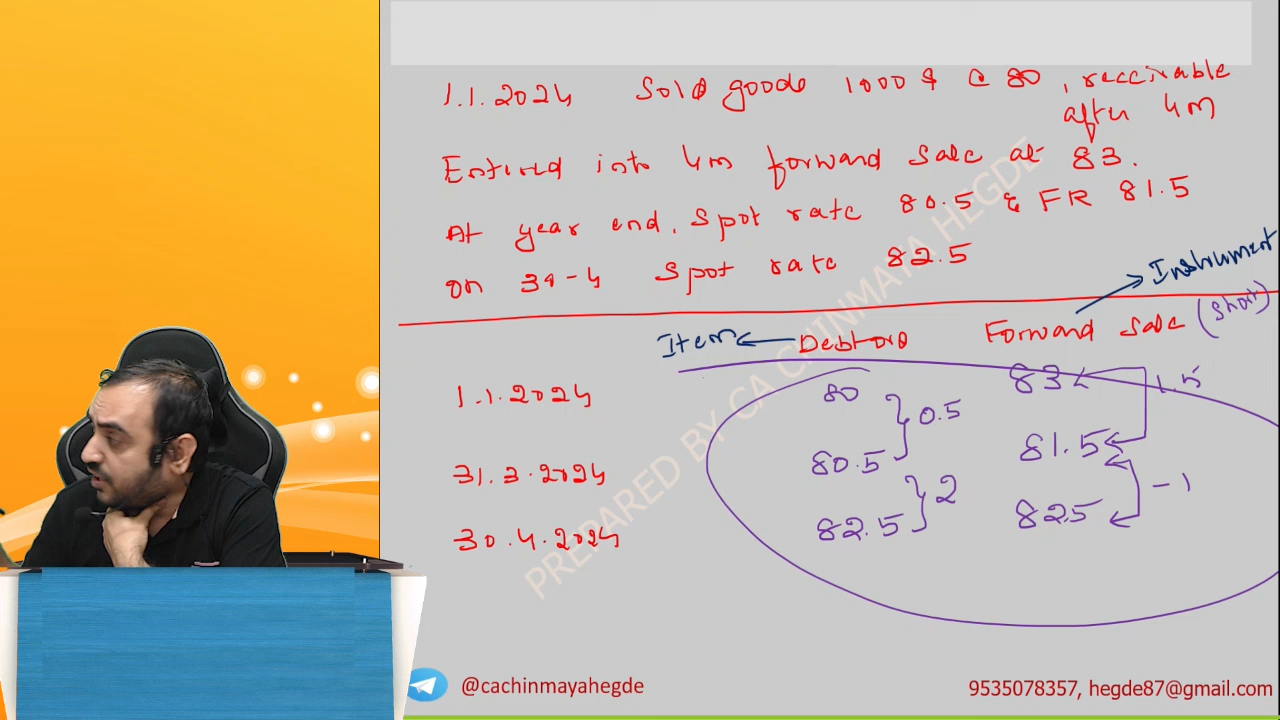 1.1.2024 Sold goods 1000 $ @ 80, receivable
after 4m
Entered into 4m forward sale at 83.
At year end, spot rate 80.5 & FR 81.5
on 30-4 spot rate 82.5
Item ← Debtors Forward Sale (short) → Instrument
1.1.2024 80 83 1.5
0.5
31.3.2024 80.5 81.5
2 -1
30.4.2024 82.5 82.5
PREPARED BY CA CHINMAYA HEGDE
@cachinmayahegde 9535078357, hegde87@gmail.com